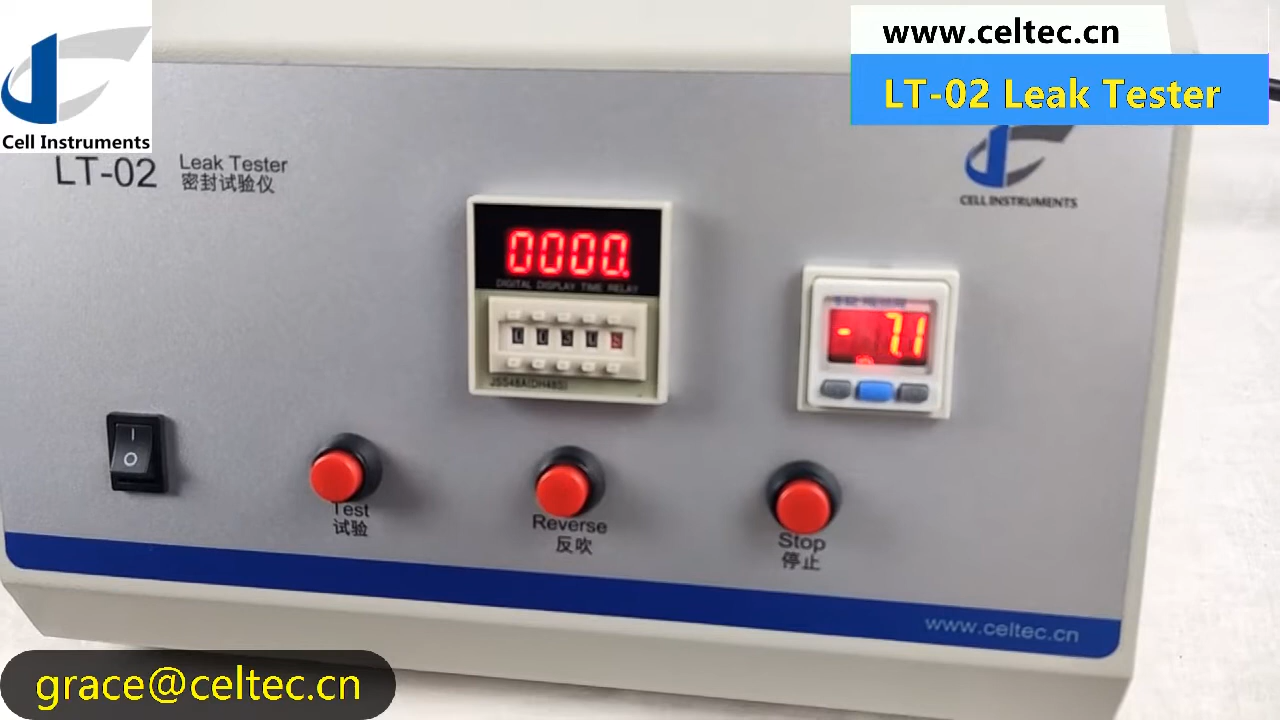 www.celtec.cn
LT-02 Leak Tester
Cell Instruments
LT-02
Leak Tester
密封试验仪
CELL INSTRUMENTS
0000.
DIGITAL DISPLAY TIME RELAY
JSS48A(DH48S)
- 7.1
Test
试验
Reverse
反吹
Stop
停止
www.celtec.cn
grace@celtec.cn